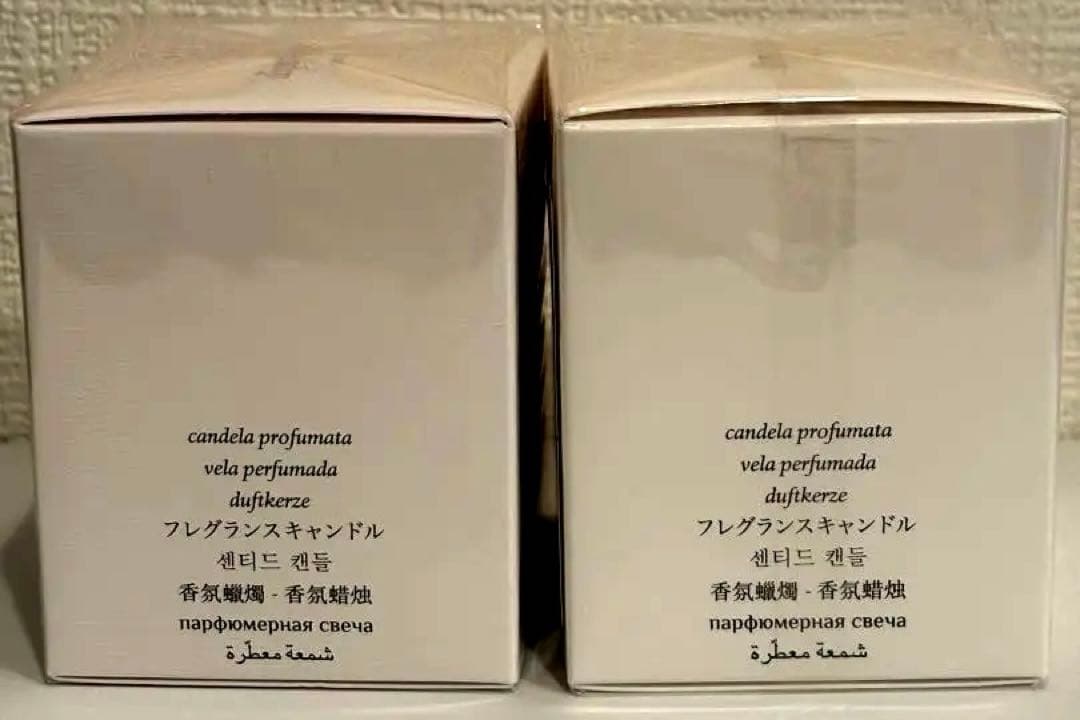 candela profumata
vela perfumada
duftkerze
フレグランスキャンドル
센티드 캔들
香氛蠟燭 - 香氛蜡烛
парфюмерная свеча
شمعة معطّرة
candela profumata
vela perfumada
duftkerze
フレグランスキャンドル
센티드 캔들
香氛蠟燭 - 香氛蜡烛
парфюмерная свеча
شمعة معطّرة